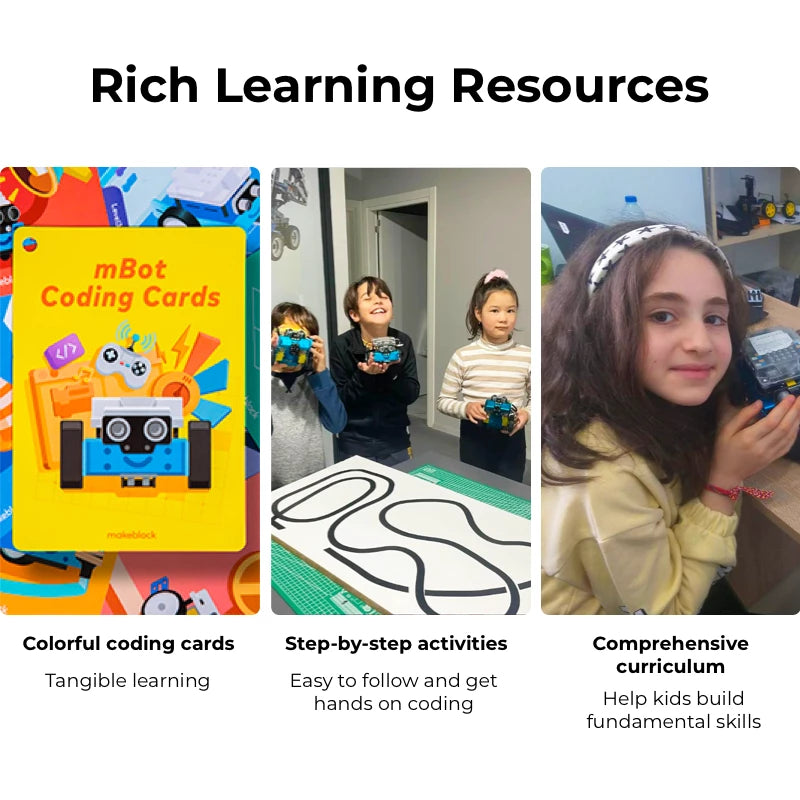 Rich Learning Resources
mBot
Coding Cards
</>
makeblock
Colorful coding cards
Tangible learning
Step-by-step activities
Easy to follow and get
hands on coding
Comprehensive
curriculum
Help kids build
fundamental skills